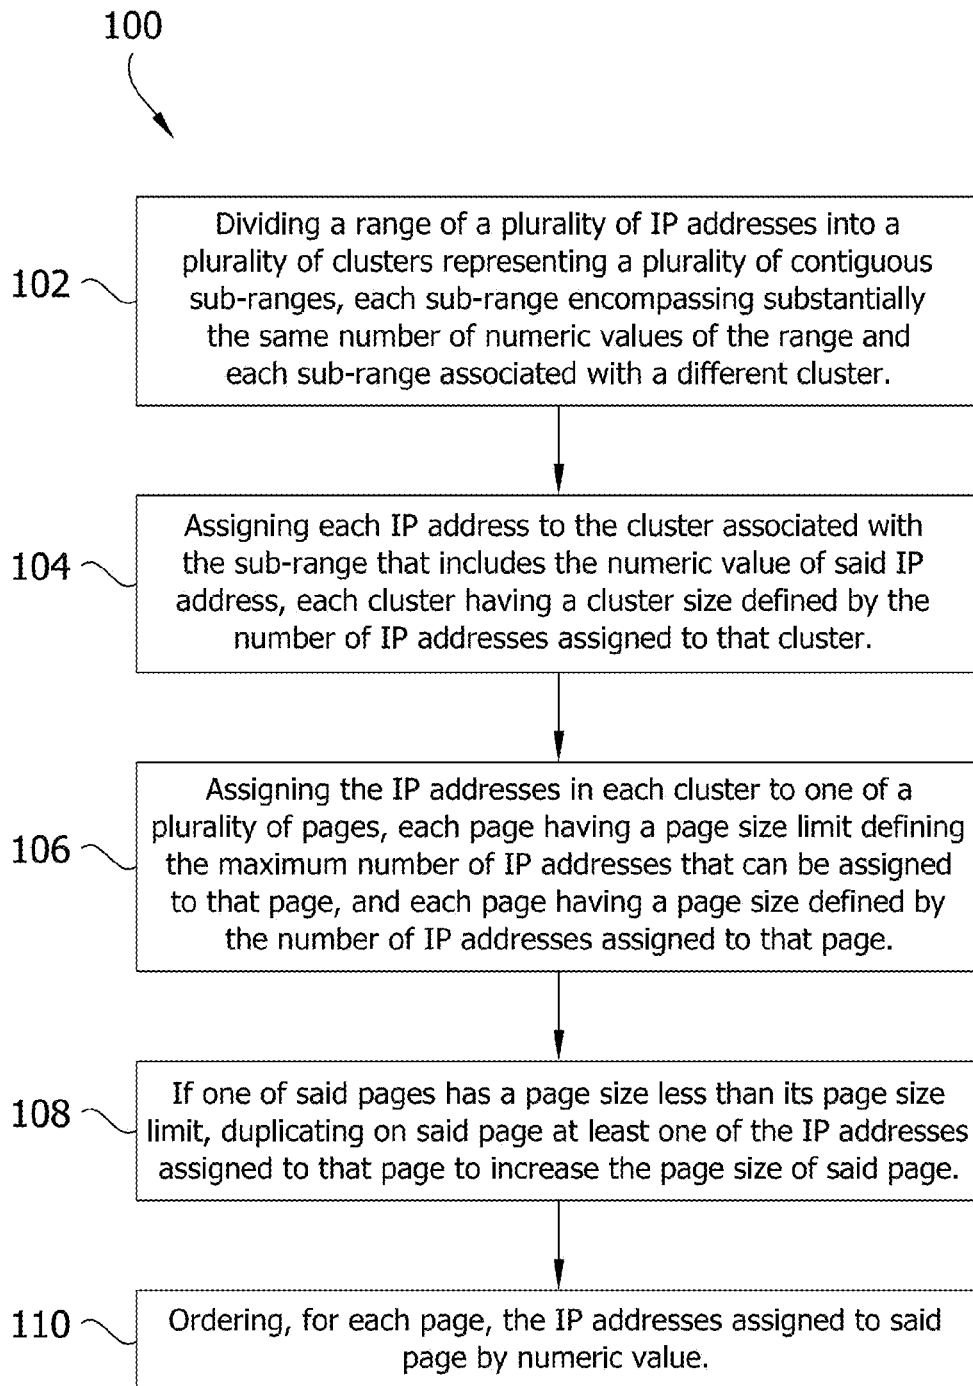 100
102
Dividing a range of a plurality of IP addresses into a
plurality of clusters representing a plurality of contiguous
sub-ranges, each sub-range encompassing substantially
the same number of numeric values of the range and
each sub-range associated with a different cluster.
104
Assigning each IP address to the cluster associated with
the sub-range that includes the numeric value of said IP
address, each cluster having a cluster size defined by the
number of IP addresses assigned to that cluster.
106
Assigning the IP addresses in each cluster to one of a
plurality of pages, each page having a page size limit defining
the maximum number of IP addresses that can be assigned
to that page, and each page having a page size defined by
the number of IP addresses assigned to that page.
108
If one of said pages has a page size less than its page size
limit, duplicating on said page at least one of the IP addresses
assigned to that page to increase the page size of said page.
110
Ordering, for each page, the IP addresses assigned to said
page by numeric value.